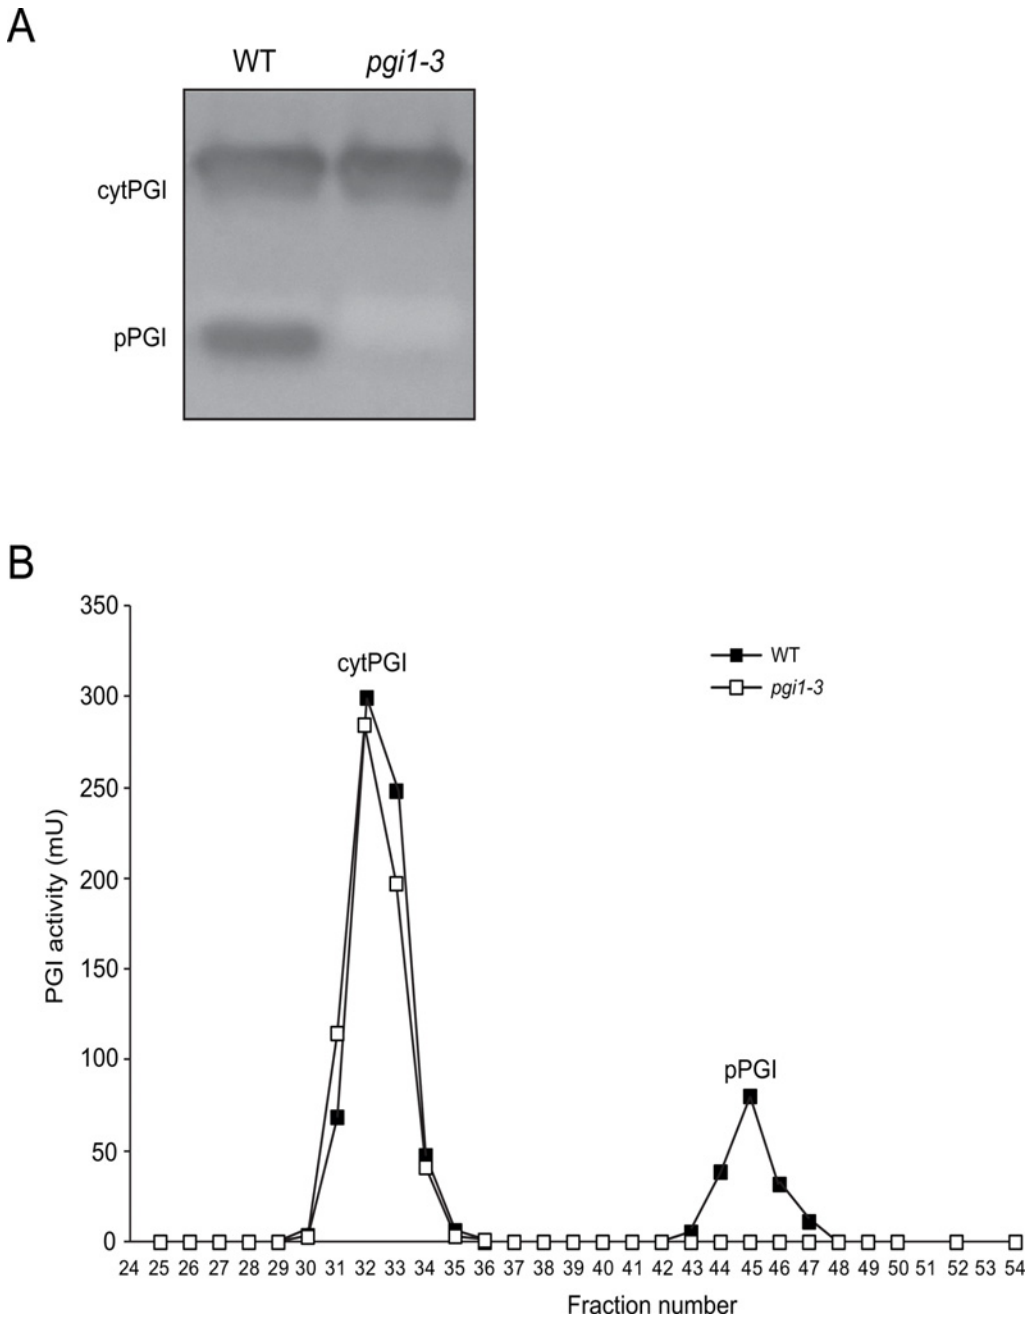 A
WT pgi1-3
cytPGI
pPGI
B
350
300
250
200
150
100
50
0
PGI activity (mU)
cytPGI
pPGI
WT
pgi1-3
24 25 26 27 28 29 30 31 32 33 34 35 36 37 38 39 40 41 42 43 44 45 46 47 48 49 50 51 52 53 54
Fraction number